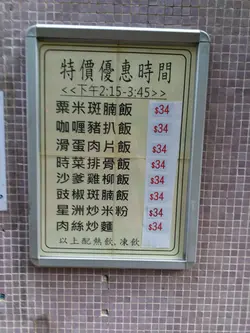 特價優惠時間
<<下午2:15-3:45>>
粟米斑腩飯 $34
咖喱豬扒飯 $34
滑蛋肉片飯 $34
時菜排骨飯 $34
沙爹雞柳飯 $34
豉椒斑腩飯 $34
星洲炒米粉 $34
肉絲炒麵 $34
以上配熱飲,凍飲